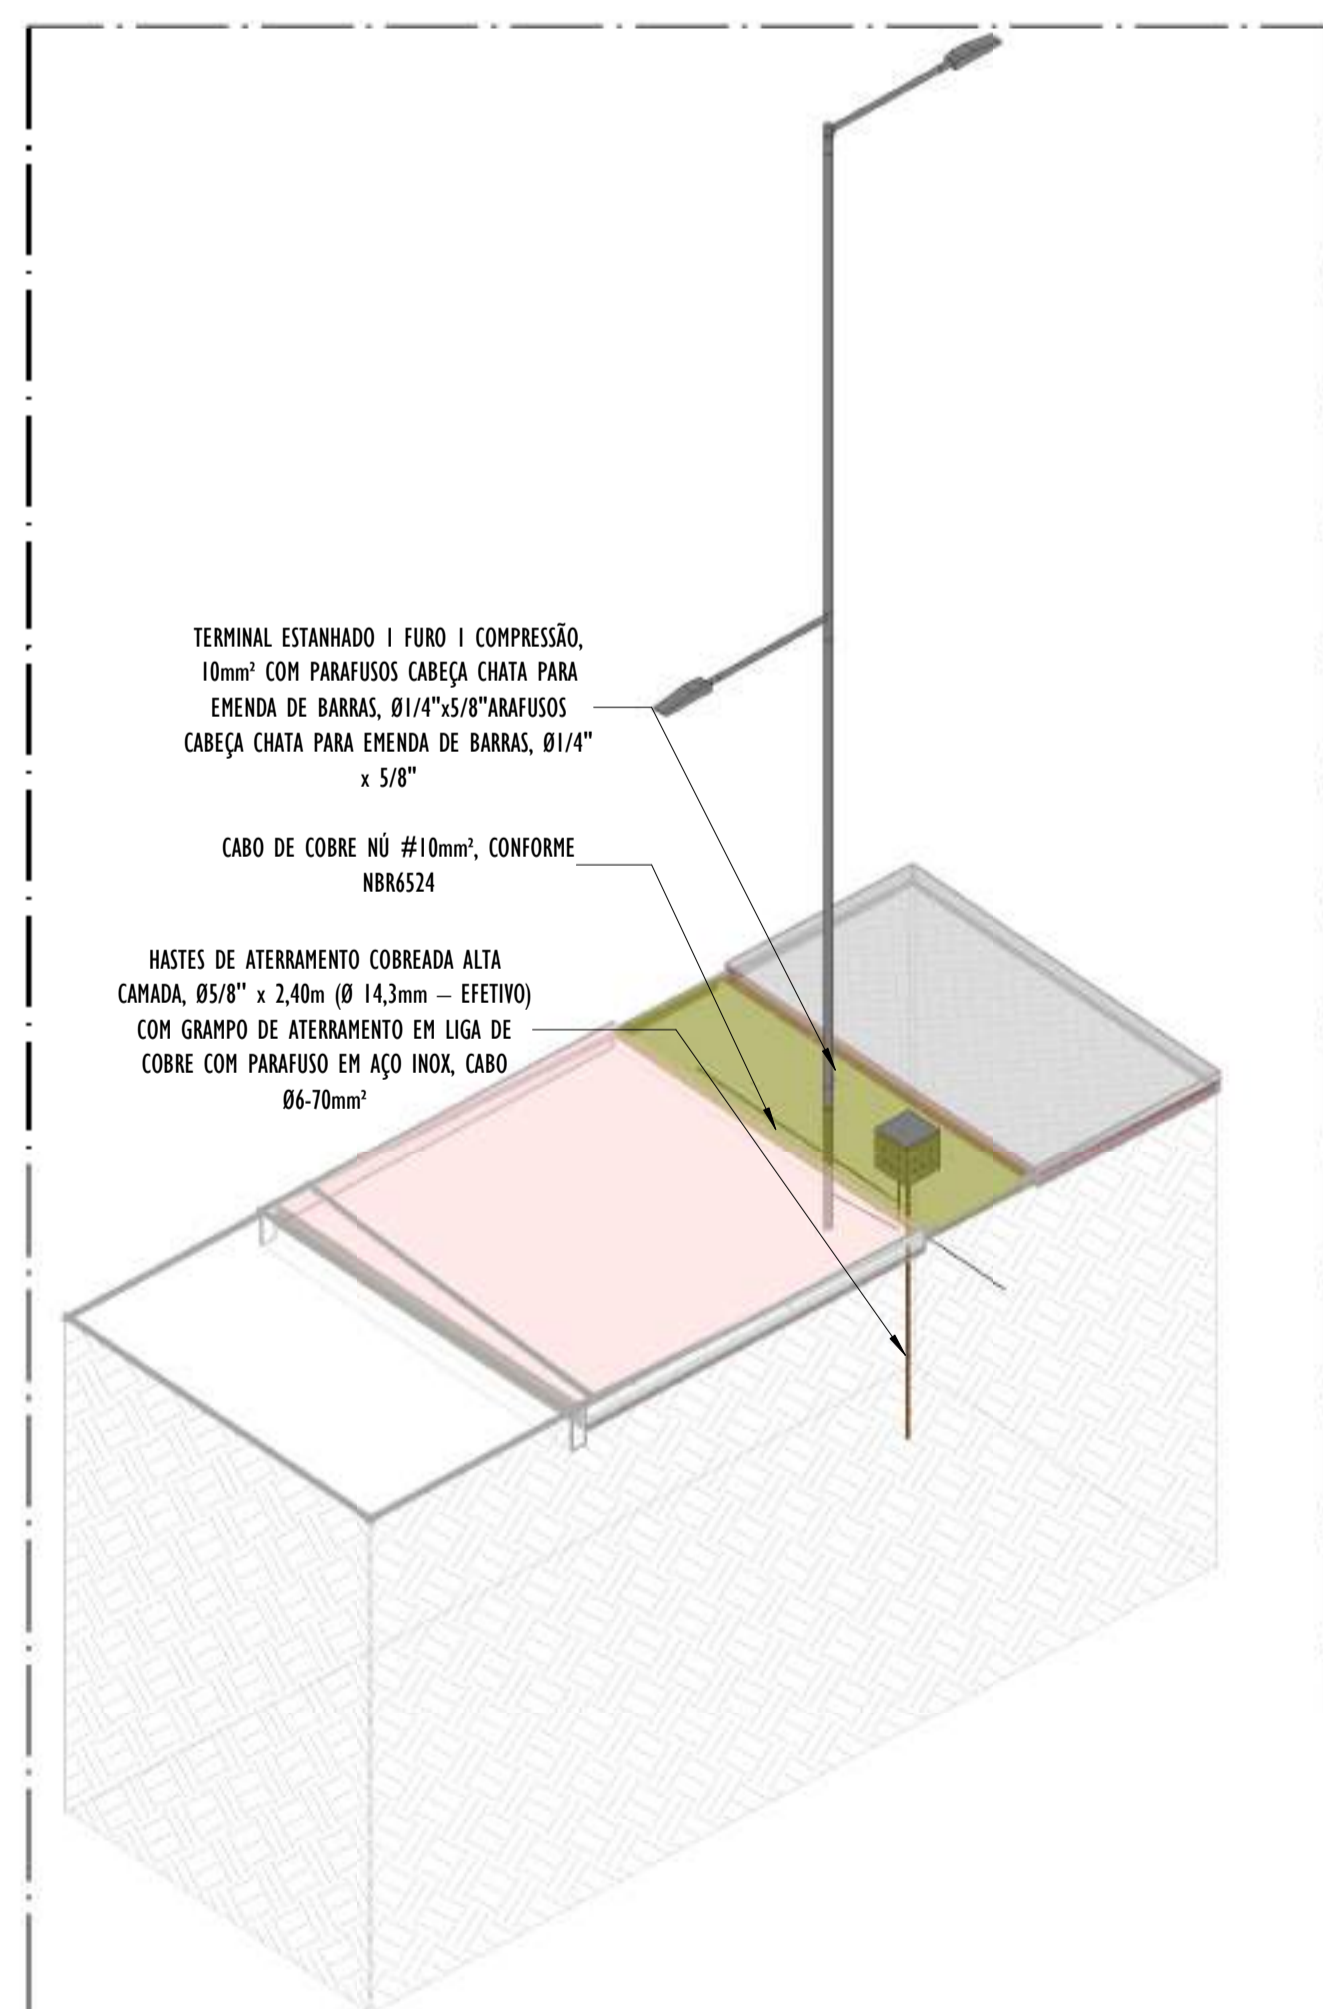 TERMINAL ESTANHADO 1 FURO 1 COMPRESSÃO,
10mm² COM PARAFUSOS CABEÇA CHATA PARA
EMENDA DE BARRAS, Ø1/4"x5/8"ARAFUSOS
CABEÇA CHATA PARA EMENDA DE BARRAS, Ø1/4"
x 5/8"
CABO DE COBRE NÚ #10mm², CONFORME
NBR6524
HASTES DE ATERRAMENTO COBREADA ALTA
CAMADA, Ø5/8" x 2,40m (Ø 14,3mm – EFETIVO)
COM GRAMPO DE ATERRAMENTO EM LIGA DE
COBRE COM PARAFUSO EM AÇO INOX, CABO
Ø6-70mm²